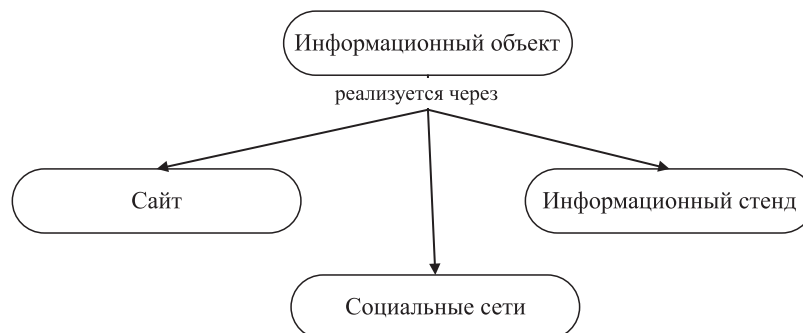 Информационный объект
реализуется через
Сайт
Информационный стенд
Социальные сети